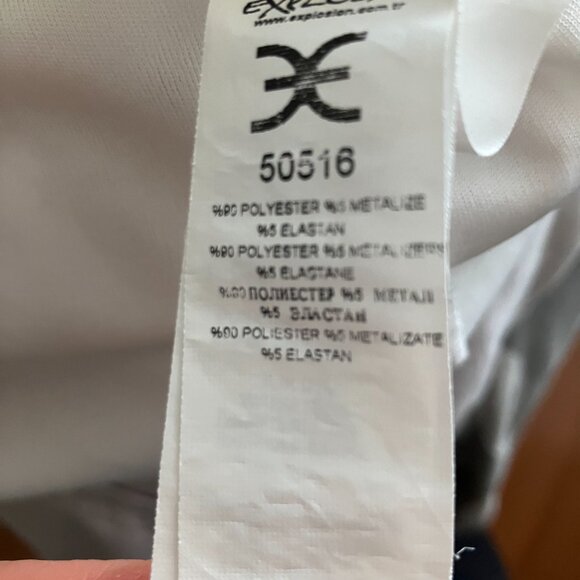 www.explosion.com.tr
50516
%90 POLYESTER %5 METALIZE
%5 ELASTAN
%90 POLYESTER %5 METALIZERS
%5 ELASTANE
%90 ПОЛИЕСТЕР %5 МЕТАЛ
%5 ЭЛАСТАН
%90 POLIESTER %5 METALIZATE
%5 ELASTAN